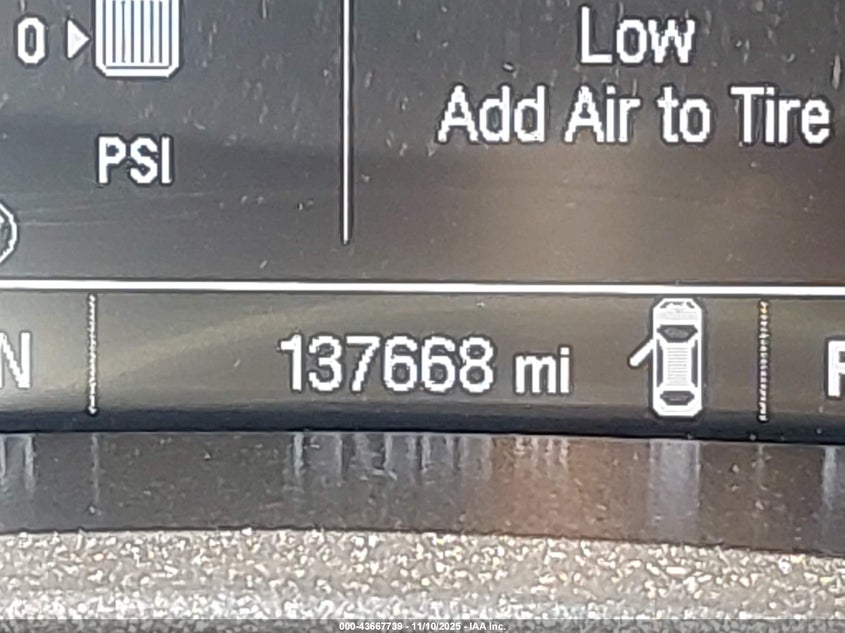 0
Low
Add Air to Tire
PSI
N
137668 mi
000-43667739 - 11/10/2025 - IAA Inc.